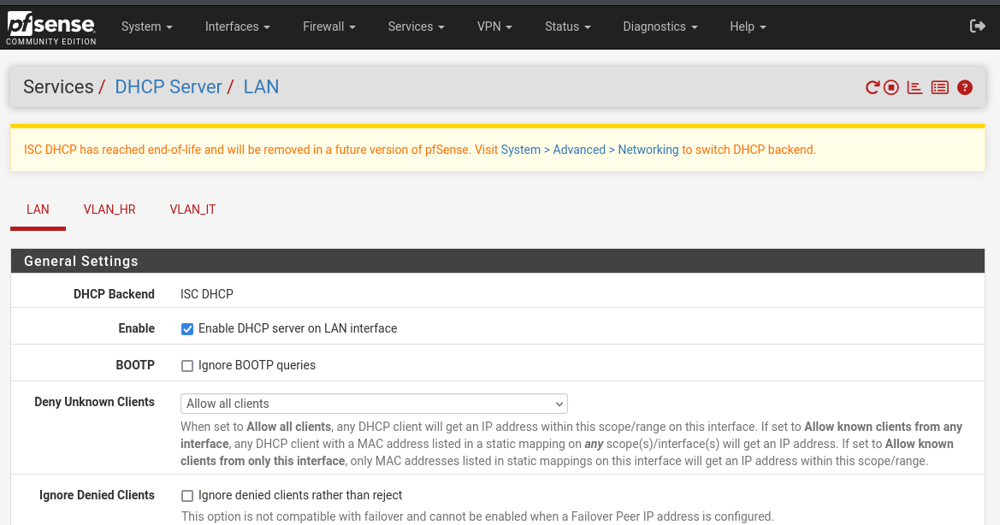 pfsense
COMMUNITY EDITION
System
Interfaces
Firewall
Services
VPN
Status
Diagnostics
Help
Services / DHCP Server / LAN
ISC DHCP has reached end-of-life and will be removed in a future version of pfSense. Visit System > Advanced > Networking to switch DHCP backend.
LAN
VLAN_HR
VLAN_IT
General Settings
DHCP Backend
ISC DHCP
Enable
Enable DHCP server on LAN interface
BOOTP
Ignore BOOTP queries
Deny Unknown Clients
Allow all clients
When set to Allow all clients, any DHCP client will get an IP address within this scope/range on this interface. If set to Allow known clients from any
interface, any DHCP client with a MAC address listed in a static mapping on any scope(s)/interface(s) will get an IP address. If set to Allow known
clients from only this interface, only MAC addresses listed in static mappings on this interface will get an IP address within this scope/range.
Ignore Denied Clients
Ignore denied clients rather than reject
This option is not compatible with failover and cannot be enabled when a Failover Peer IP address is configured.